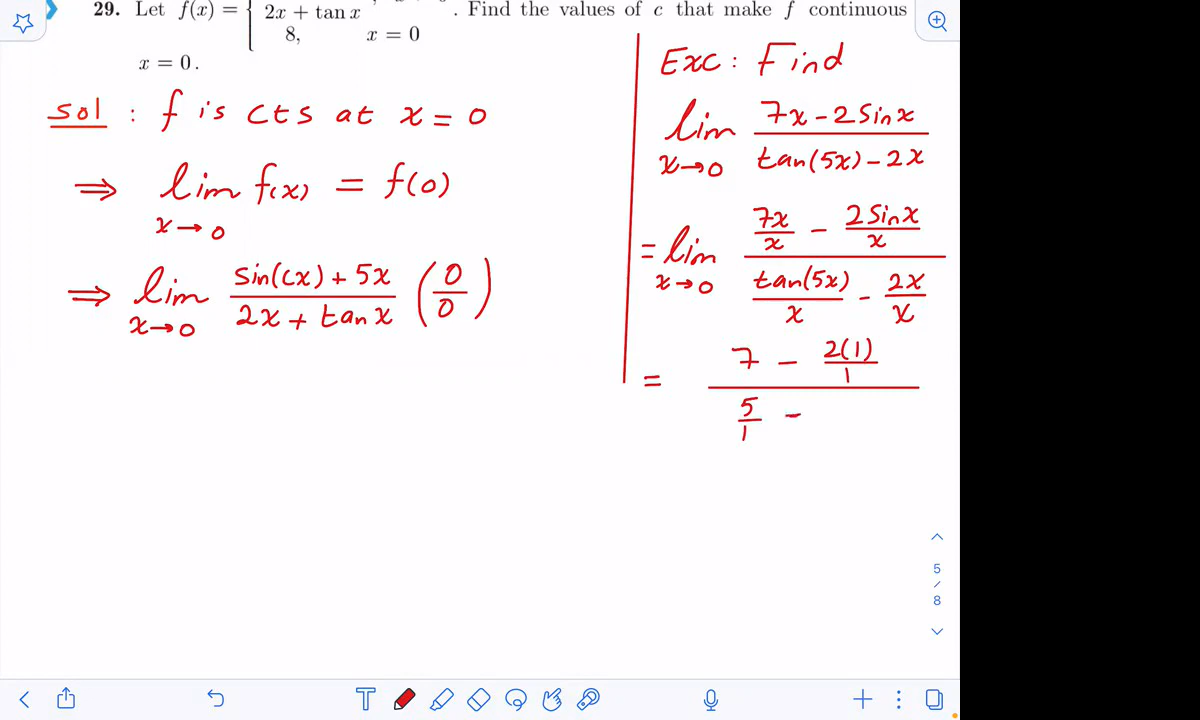 29. Let f(x) = { 2x + tan x . Find the values of c that make f continuous
8, x = 0
x = 0.
Sol : f is cts at x = 0
⇒ lim f(x) = f(0)
x→0
⇒ lim (sin(cx) + 5x)/(2x + tan x) (0/0)
x→0
Exc : Find
lim (7x - 2 sin x)/(tan(5x) - 2x)
x→0
= lim (7x/x - 2 sin x/x)/(tan(5x)/x - 2x/x)
x→0
= (7 - 2(1)/1)/(5/1 -
5
/
8
T